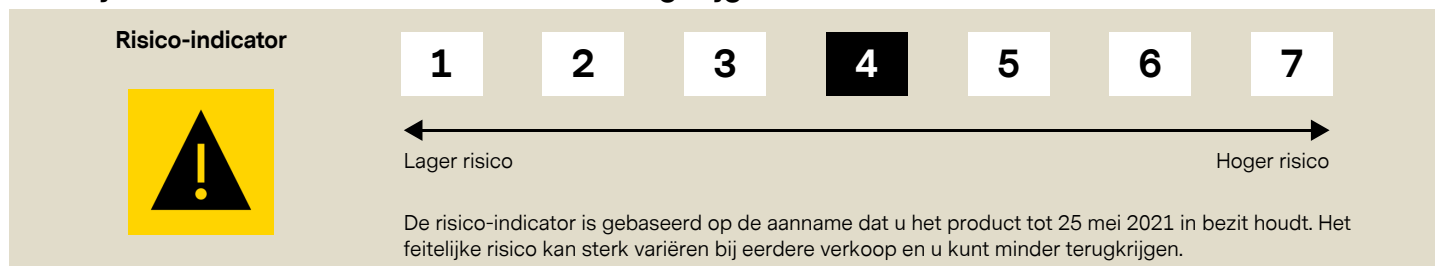 Risico-indicator
1 2 3 4 5 6 7
Lager risico Hoger risico
De risico-indicator is gebaseerd op de aanname dat u het product tot 25 mei 2021 in bezit houdt. Het
feitelijke risico kan sterk variëren bij eerdere verkoop en u kunt minder terugkrijgen.